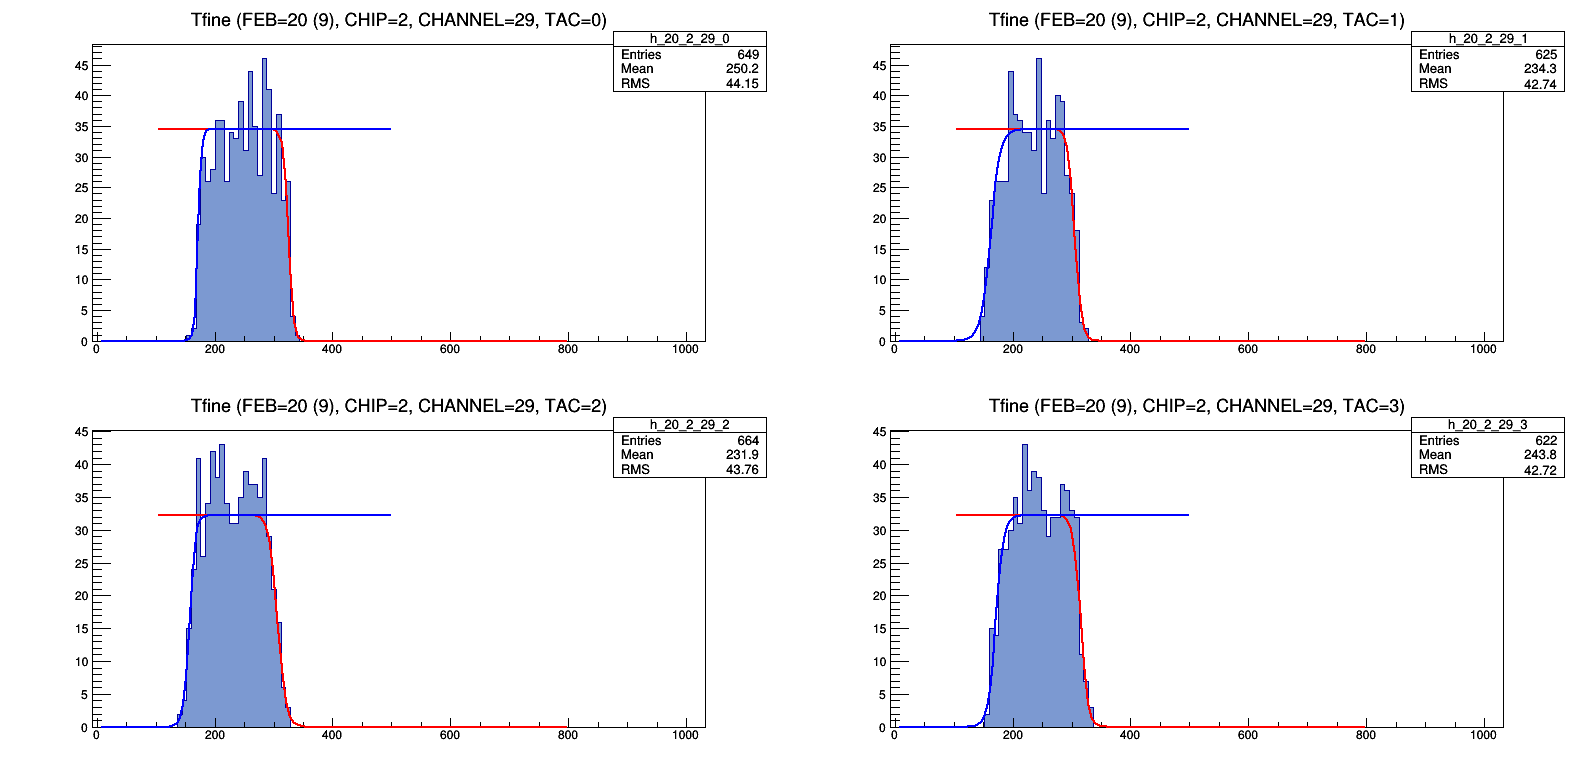 Tfine (FEB=20 (9), CHIP=2, CHANNEL=29, TAC=0)
h_20_2_29_0
Entries 649
Mean 250.2
RMS 44.15
45
40
35
30
25
20
15
10
5
0
0 200 400 600 800 1000
Tfine (FEB=20 (9), CHIP=2, CHANNEL=29, TAC=1)
h_20_2_29_1
Entries 625
Mean 234.3
RMS 42.74
45
40
35
30
25
20
15
10
5
0
0 200 400 600 800 1000
Tfine (FEB=20 (9), CHIP=2, CHANNEL=29, TAC=2)
h_20_2_29_2
Entries 664
Mean 231.9
RMS 43.76
45
40
35
30
25
20
15
10
5
0
0 200 400 600 800 1000
Tfine (FEB=20 (9), CHIP=2, CHANNEL=29, TAC=3)
h_20_2_29_3
Entries 622
Mean 243.8
RMS 42.72
45
40
35
30
25
20
15
10
5
0
0 200 400 600 800 1000